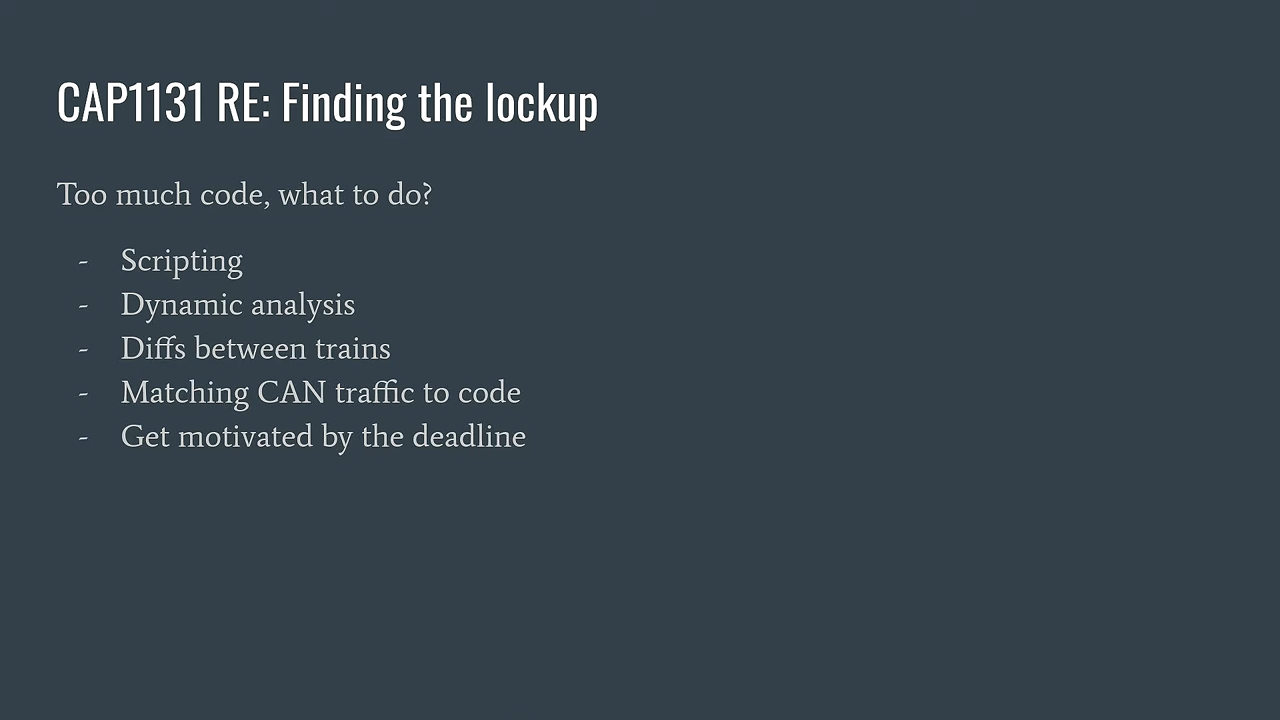 CAP1131 RE: Finding the lockup
Too much code, what to do?
- Scripting
- Dynamic analysis
- Diffs between trains
- Matching CAN traffic to code
- Get motivated by the deadline